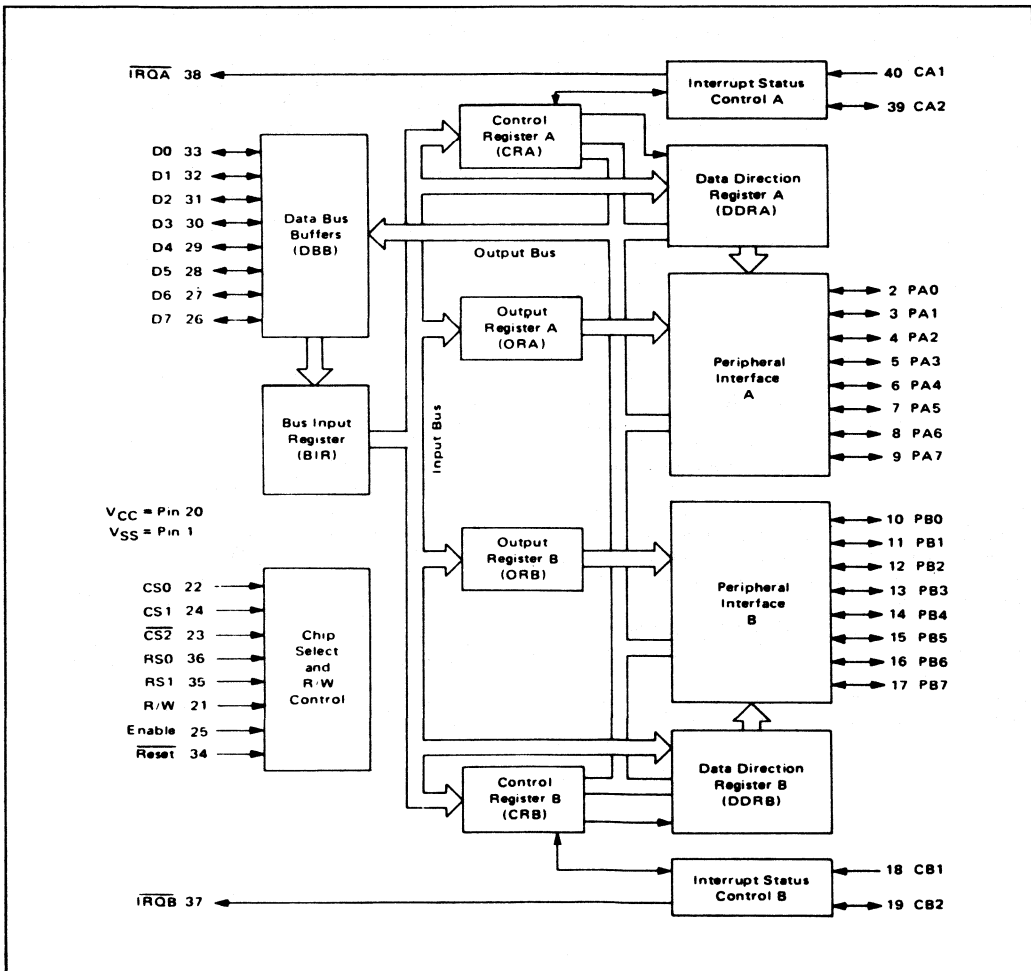 IRQA 38
Interrupt Status
Control A
40 CA1
39 CA2
Control
Register A
(CRA)
D0 33
D1 32
D2 31
D3 30
D4 29
D5 28
D6 27
D7 26
Data Bus
Buffers
(DBB)
Data Direction
Register A
(DDRA)
Output Bus
Output
Register A
(ORA)
Peripheral
Interface
A
2 PA0
3 PA1
4 PA2
5 PA3
6 PA4
7 PA5
8 PA6
9 PA7
Bus Input
Register
(BIR)
Input Bus
VCC = Pin 20
VSS = Pin 1
Output
Register B
(ORB)
Peripheral
Interface
B
10 PB0
11 PB1
12 PB2
13 PB3
14 PB4
15 PB5
16 PB6
17 PB7
CS0 22
CS1 24
CS2 23
RS0 36
RS1 35
R/W 21
Enable 25
Reset 34
Chip
Select
and
R/W
Control
Control
Register B
(CRB)
Data Direction
Register B
(DDRB)
Interrupt Status
Control B
18 CB1
19 CB2
IRQB 37